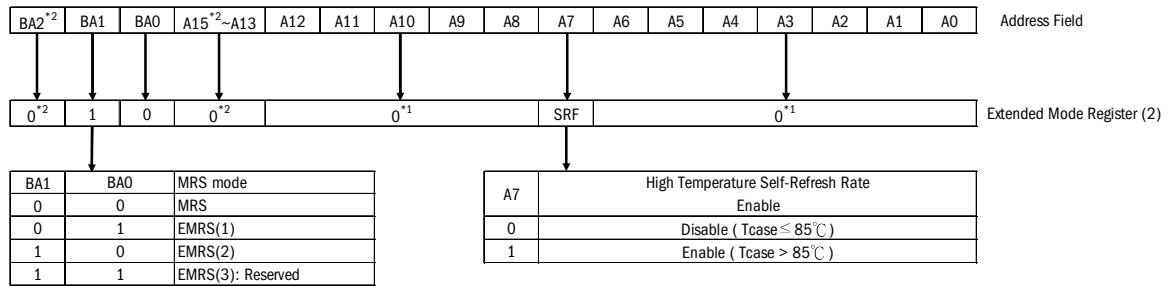 BA2*2 BA1 BA0 A15*2~A13 A12 A11 A10 A9 A8 A7 A6 A5 A4 A3 A2 A1 A0 Address Field
0*2 1 0 0*2 0*1 SRF 0*1 Extended Mode Register (2)
BA1 BA0 MRS mode
0 0 MRS
0 1 EMRS(1)
1 0 EMRS(2)
1 1 EMRS(3): Reserved
A7 High Temperature Self-Refresh Rate
Enable
0 Disable ( Tcase≤ 85℃ )
1 Enable ( Tcase > 85℃ )